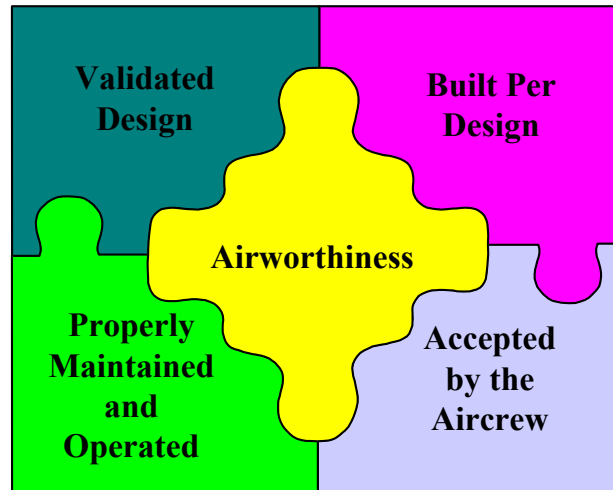 Validated
Design
Built Per
Design
Airworthiness
Properly
Maintained
and
Operated
Accepted
by the
Aircrew